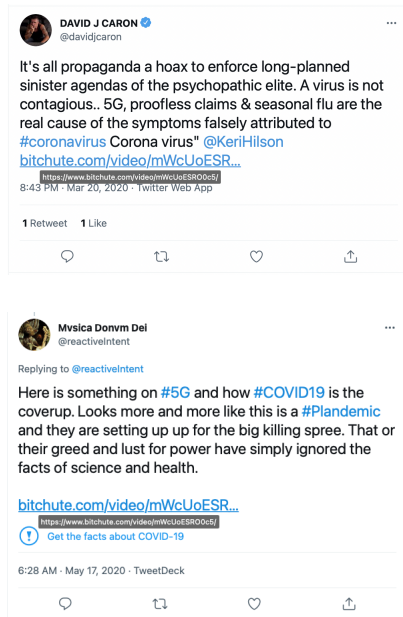 DAVID J CARON
@davidjcaron
It's all propaganda a hoax to enforce long-planned
sinister agendas of the psychopathic elite. A virus is not
contagious.. 5G, proofless claims & seasonal flu are the
real cause of the symptoms falsely attributed to
#coronavirus Corona virus" @KeriHilson
bitchute.com/video/mWcUoESR...
https://www.bitchute.com/video/mWcUoESRO0c5/
8:43 PM · Mar 20, 2020 · Twitter Web App
1 Retweet 1 Like
Mvsica Donvm Dei
@reactiveIntent
Replying to @reactiveIntent
Here is something on #5G and how #COVID19 is the
coverup. Looks more and more like this is a #Plandemic
and they are setting up up for the big killing spree. That or
their greed and lust for power have simply ignored the
facts of science and health.
bitchute.com/video/mWcUoESR...
https://www.bitchute.com/video/mWcUoESRO0c5/
Get the facts about COVID-19
6:28 AM · May 17, 2020 · TweetDeck